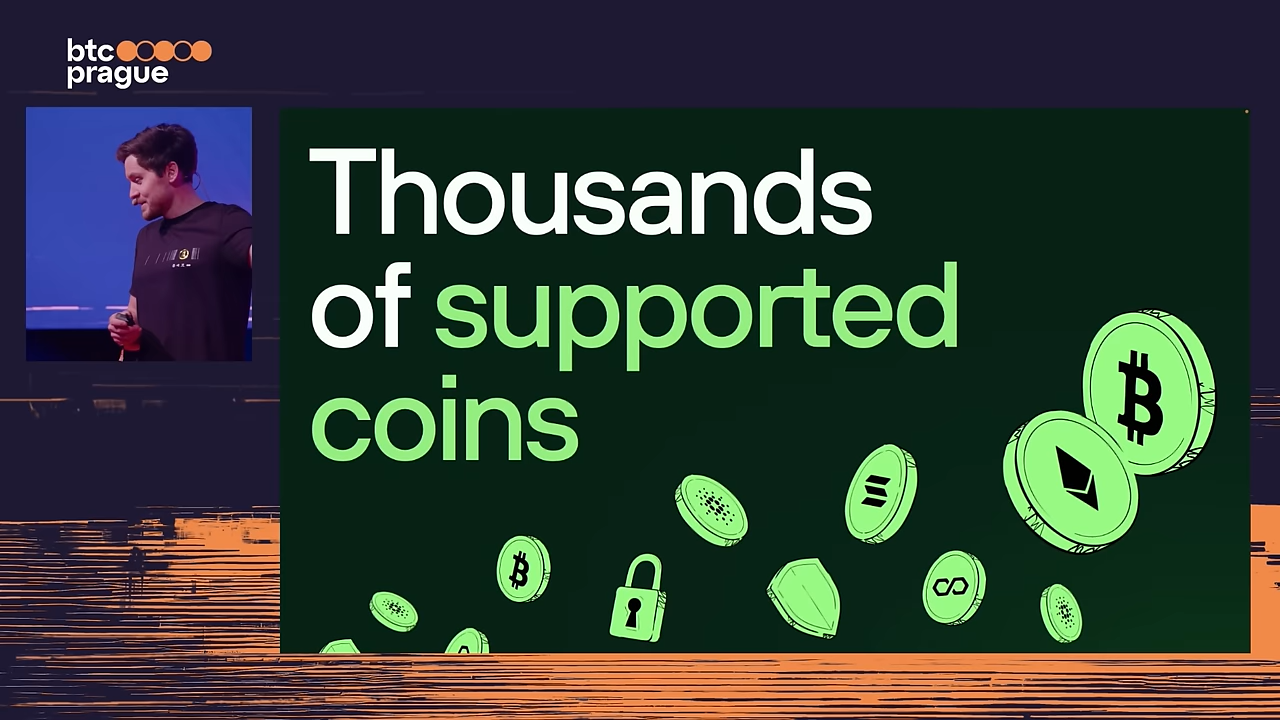 btc
prague
Thousands
of supported
coins